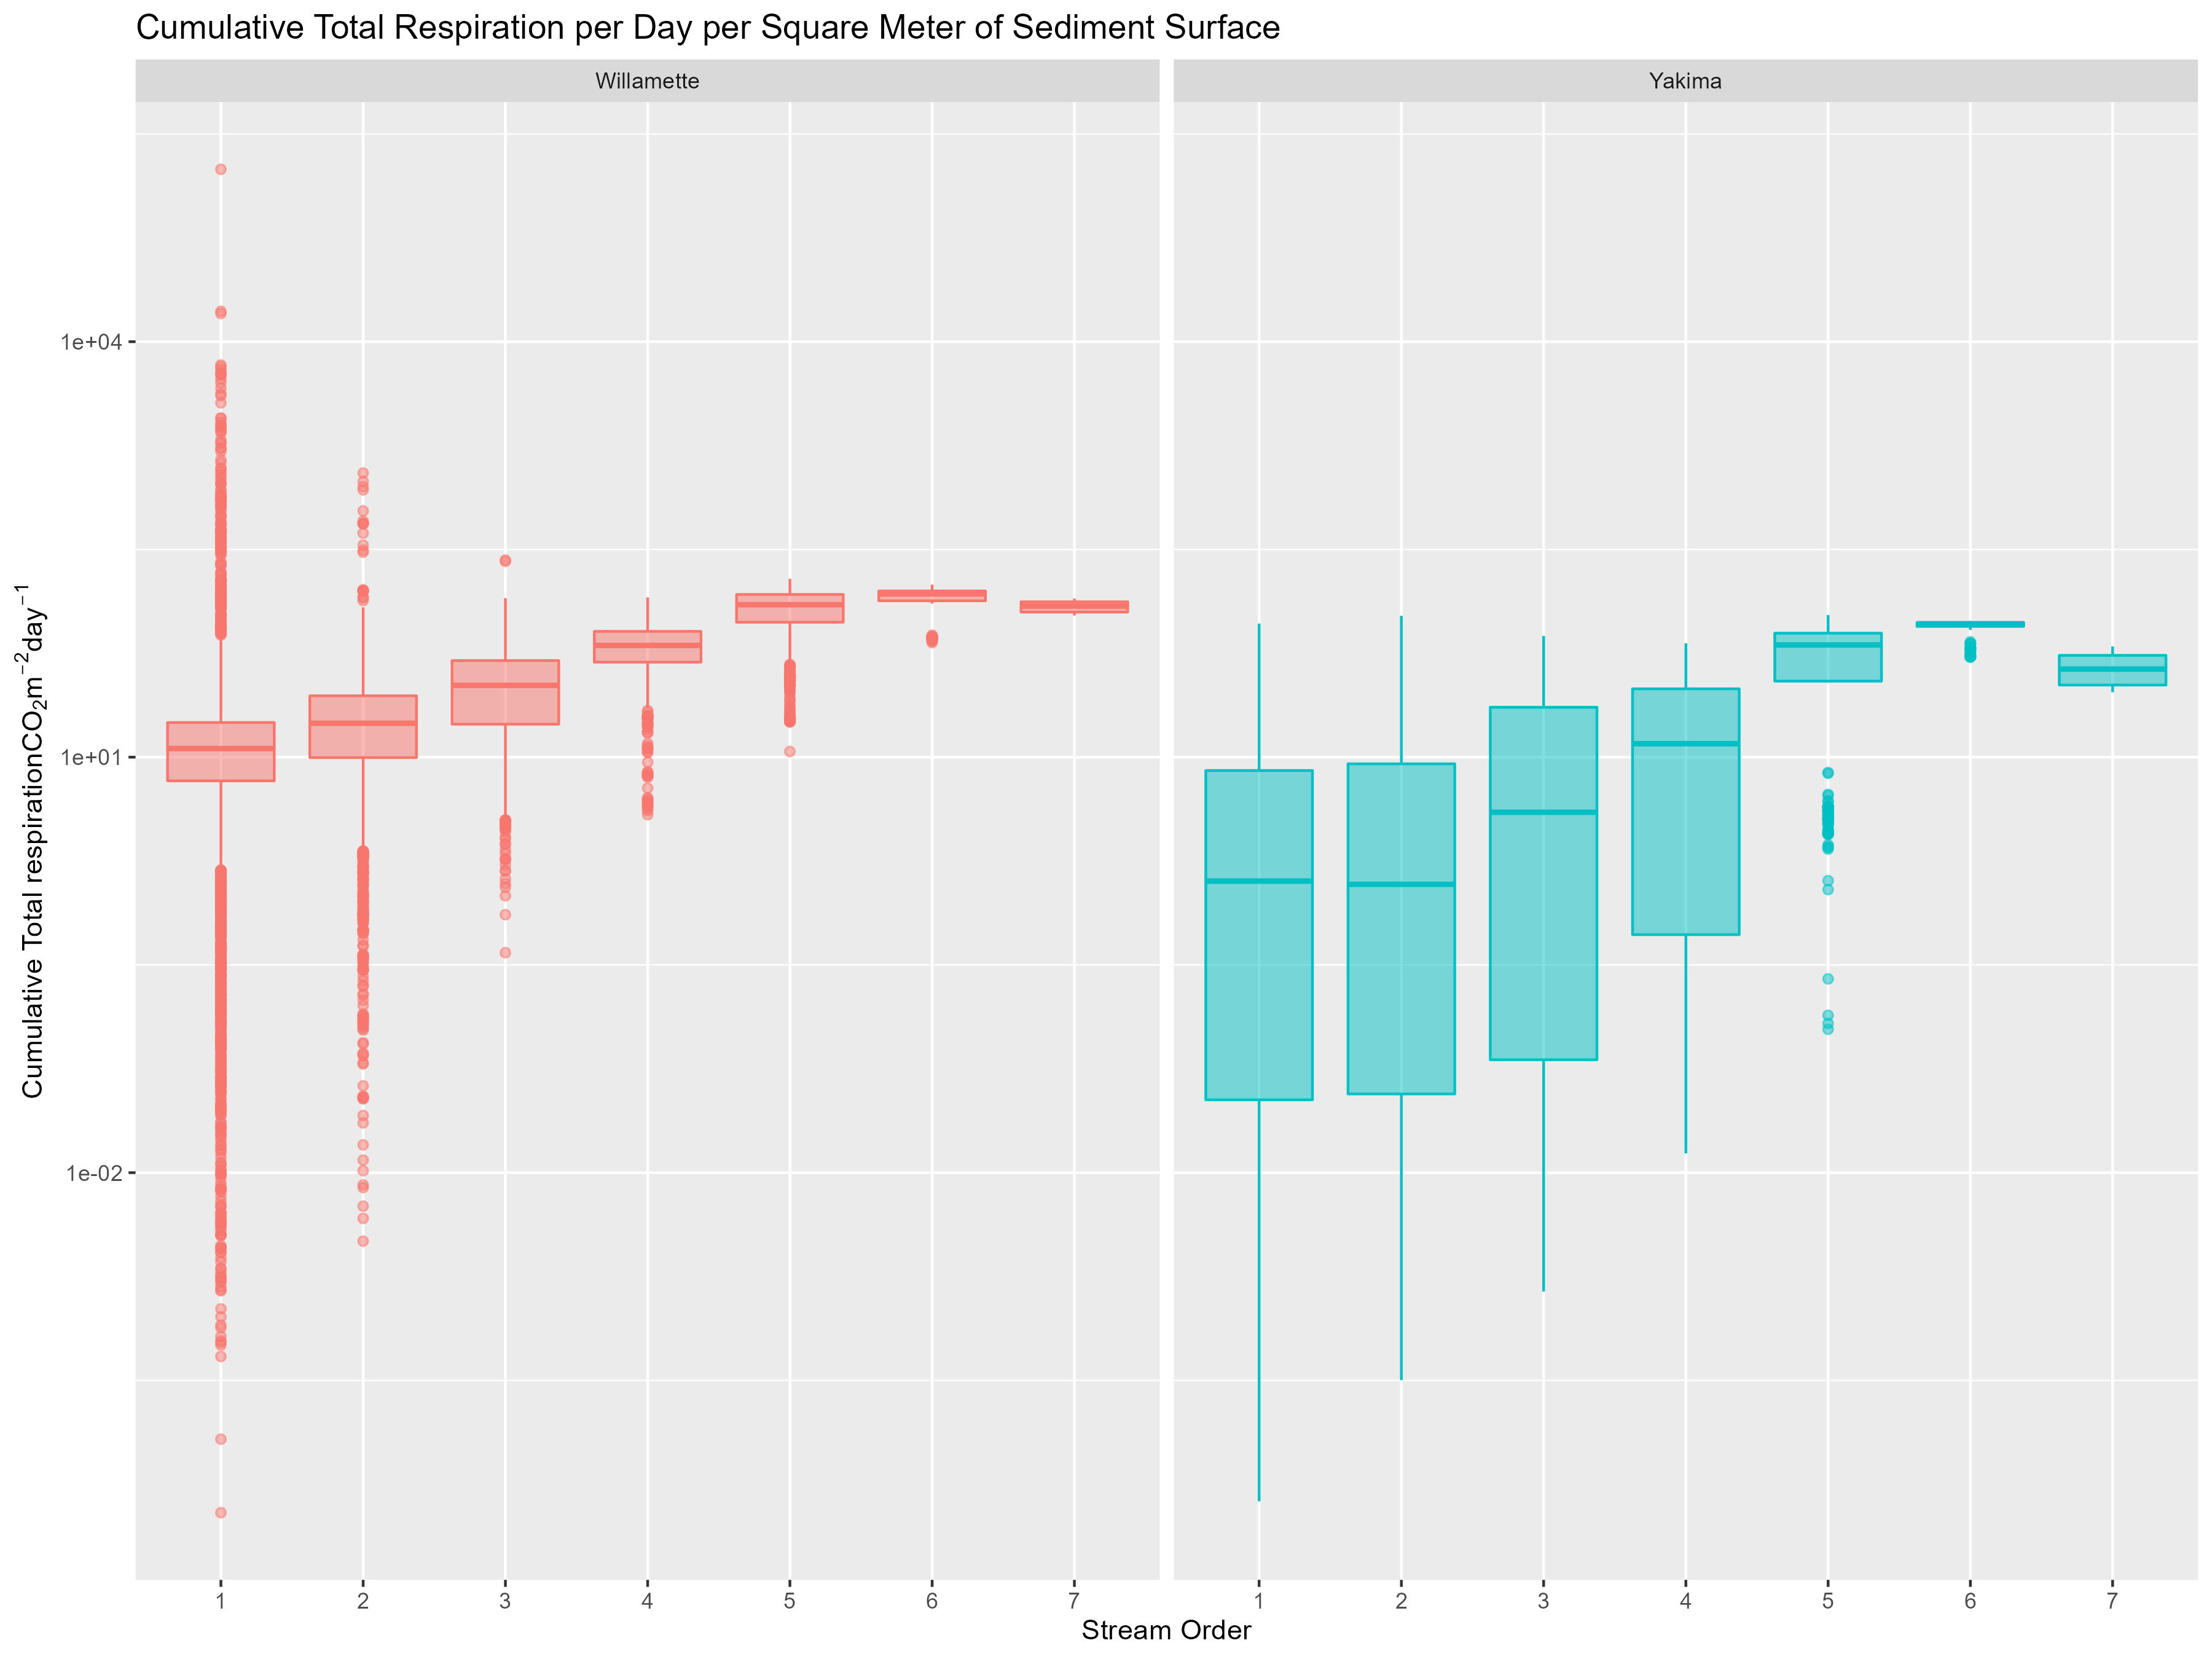 Cumulative Total Respiration per Day per Square Meter of Sediment Surface
Willamette
Yakima
Cumulative Total respirationCO₂m⁻²day⁻¹
1e+04
1e+01
1e-02
1 2 3 4 5 6 7
1 2 3 4 5 6 7
Stream Order